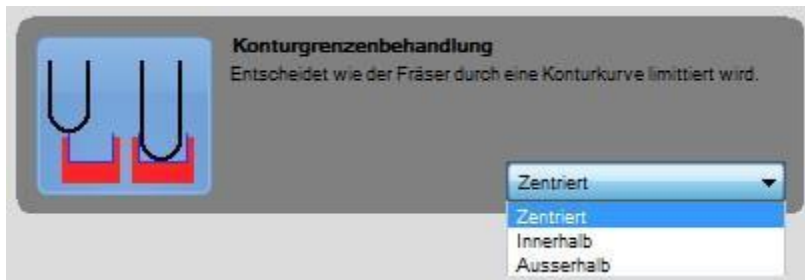 Konturgrenzenbehandlung
Entscheidet wie der Fräser durch eine Konturkurve limittiert wird.
Zentriert
Zentriert
Innerhalb
Ausserhalb